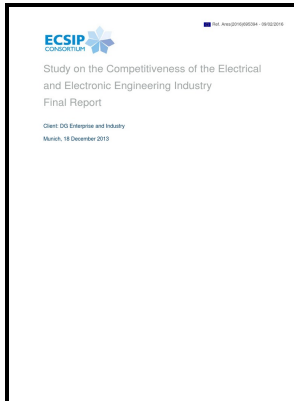 Ref. Ares(2016)695394 - 09/02/2016
ECSIP
CONSORTIUM
Study on the Competitiveness of the Electrical
and Electronic Engineering Industry
Final Report
Client: DG Enterprise and Industry
Munich, 18 December 2013